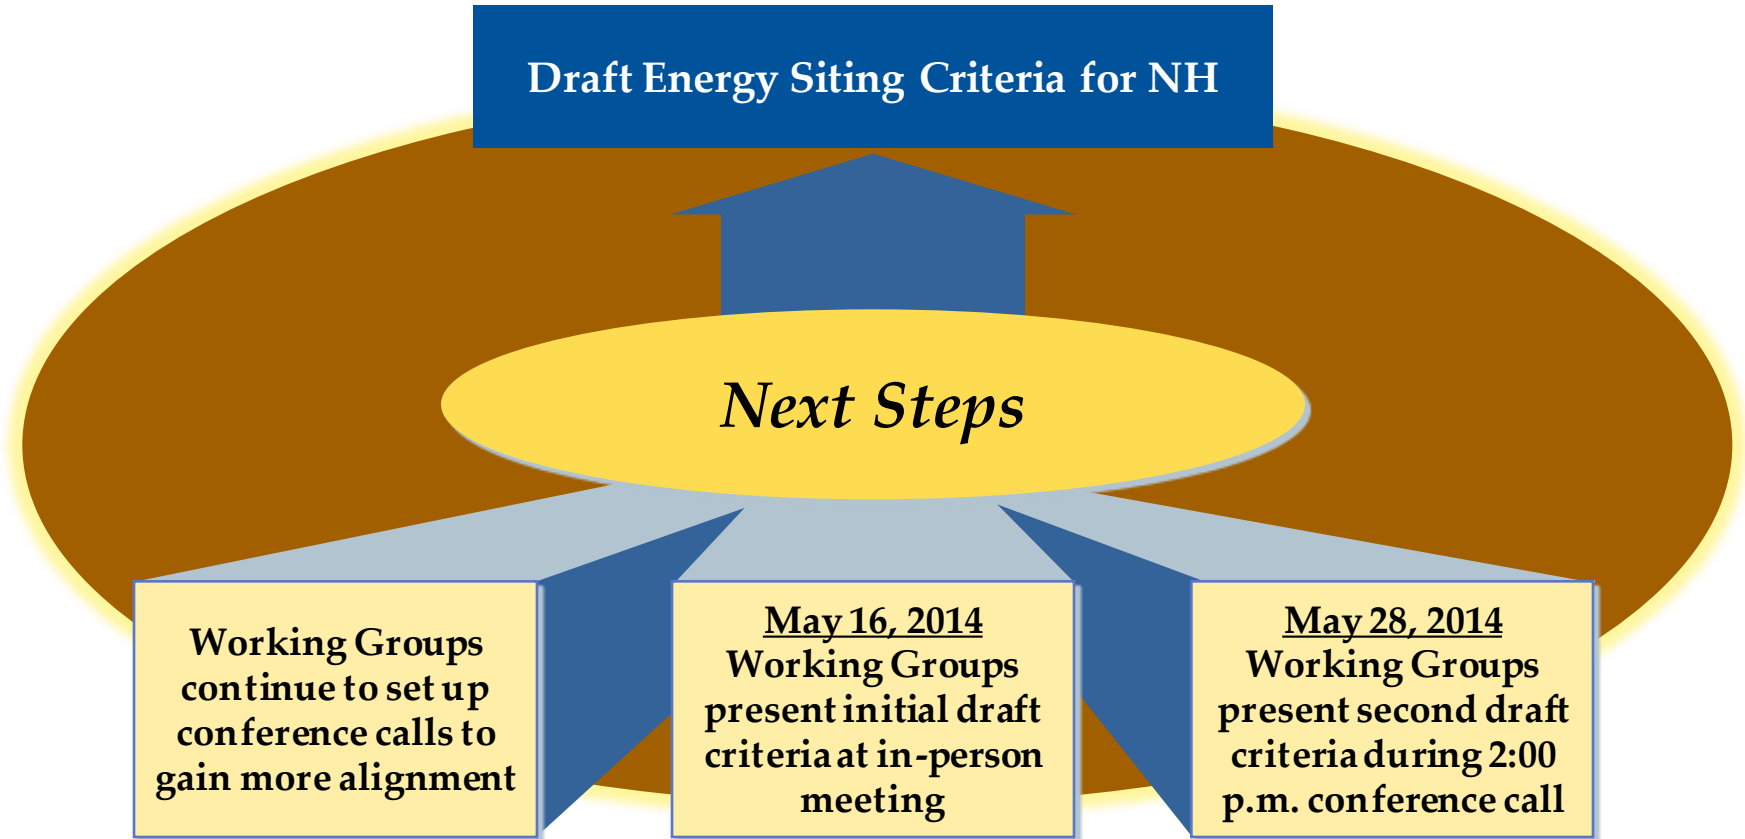 Draft Energy Siting Criteria for NH
Next Steps
Working Groups
continue to set up
conference calls to
gain more alignment
May 16, 2014
Working Groups
present initial draft
criteria at in-person
meeting
May 28, 2014
Working Groups
present second draft
criteria during 2:00
p.m. conference call